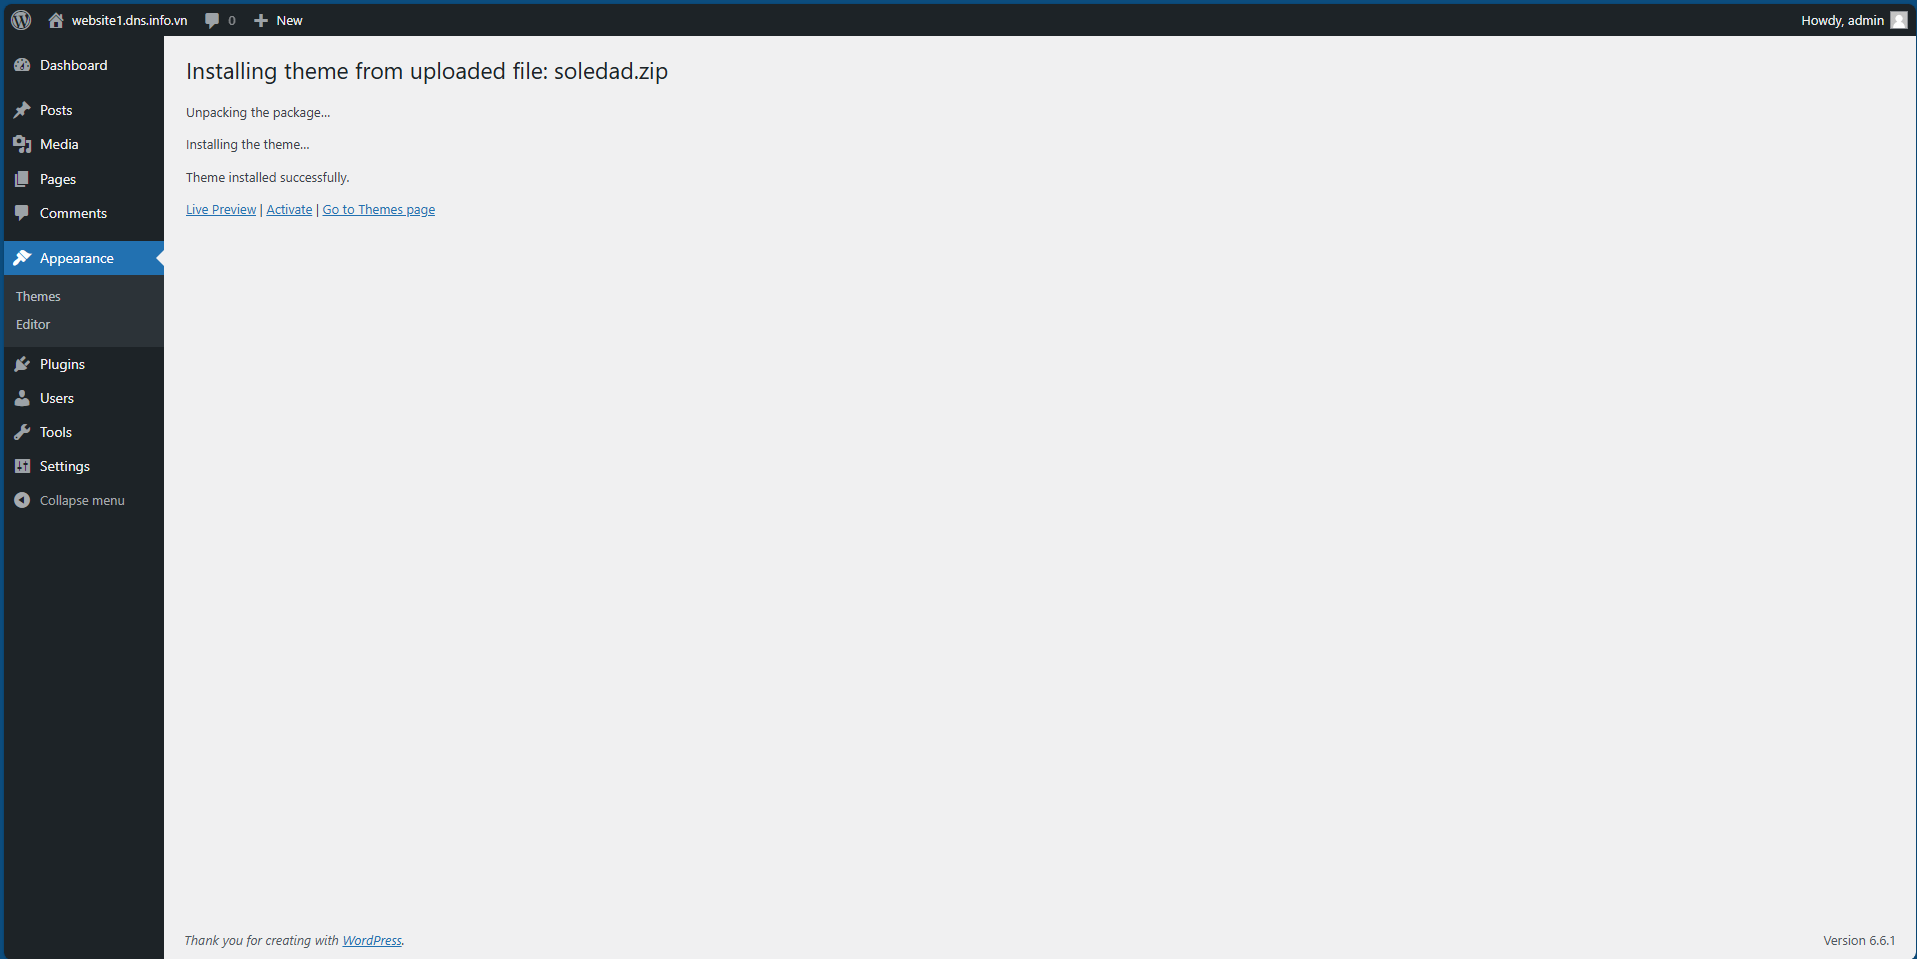 website1.dns.info.vn 0 New Howdy, admin
Dashboard
Posts
Media
Pages
Comments
Appearance
Themes
Editor
Plugins
Users
Tools
Settings
Collapse menu
Installing theme from uploaded file: soledad.zip
Unpacking the package…
Installing the theme…
Theme installed successfully.
Live Preview | Activate | Go to Themes page
Thank you for creating with WordPress. Version 6.6.1